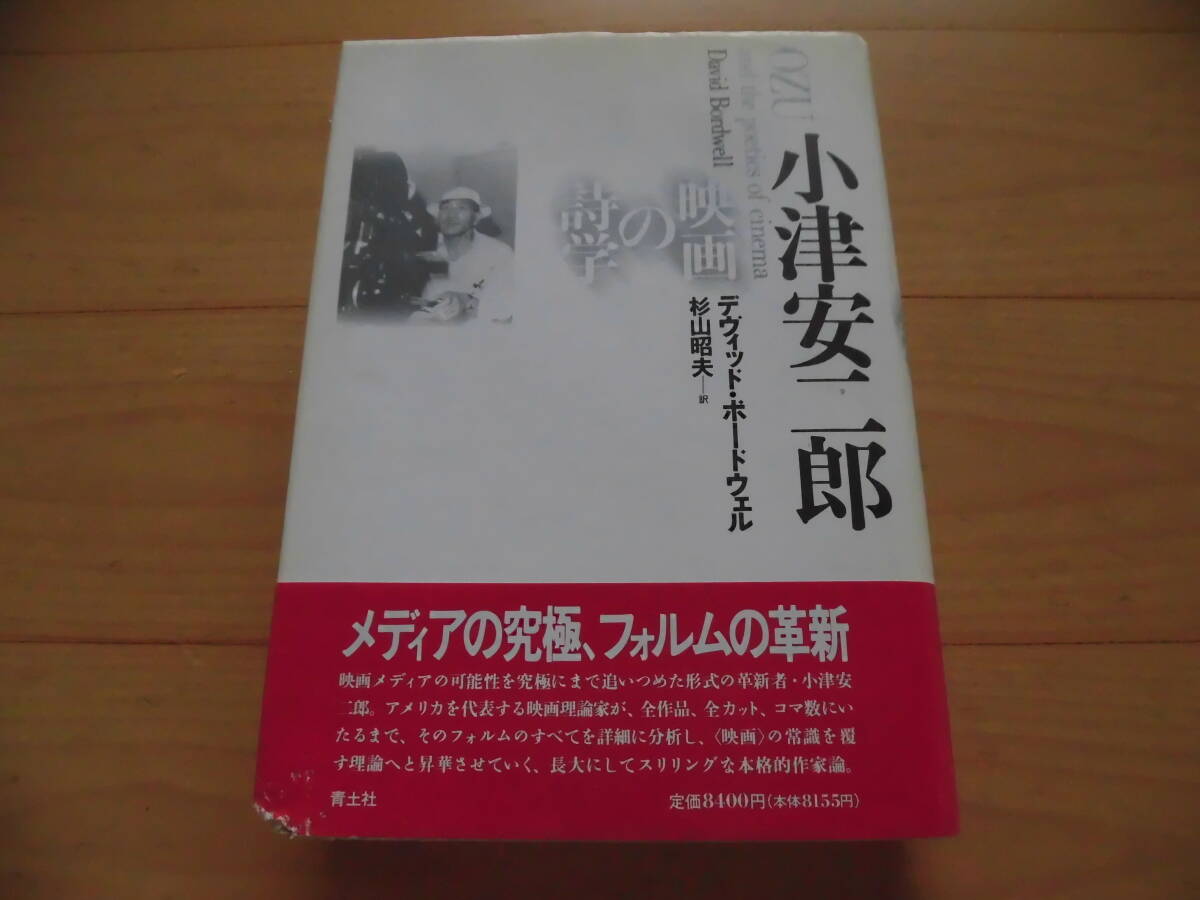 OZU
and the poetics of cinema
David Bordwell
小津安二郎
映画
の
詩学
デヴィッド・ボードウェル
杉山昭夫──訳
メディアの究極、フォルムの革新
映画メディアの可能性を究極にまで追いつめた形式の革新者・小津安
二郎。アメリカを代表する映画理論家が、全作品、全カット、コマ数にい
たるまで、そのフォルムのすべてを詳細に分析し、〈映画〉の常識を覆
す理論へと昇華させていく、長大にしてスリリングな本格的作家論。
青土社
定価8400円(本体8155円)